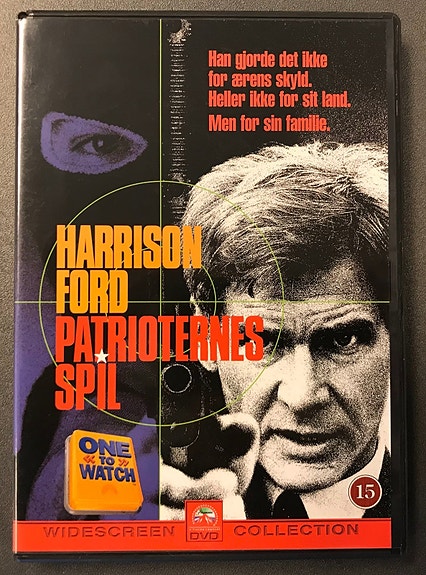 Han gjorde det ikke
for ærens skyld.
Heller ikke for sit land.
Men for sin familie.
HARRISON
FORD
PATRIOTERNES
SPIL
ONE
TO
WATCH
15
WIDESCREEN DVD COLLECTION